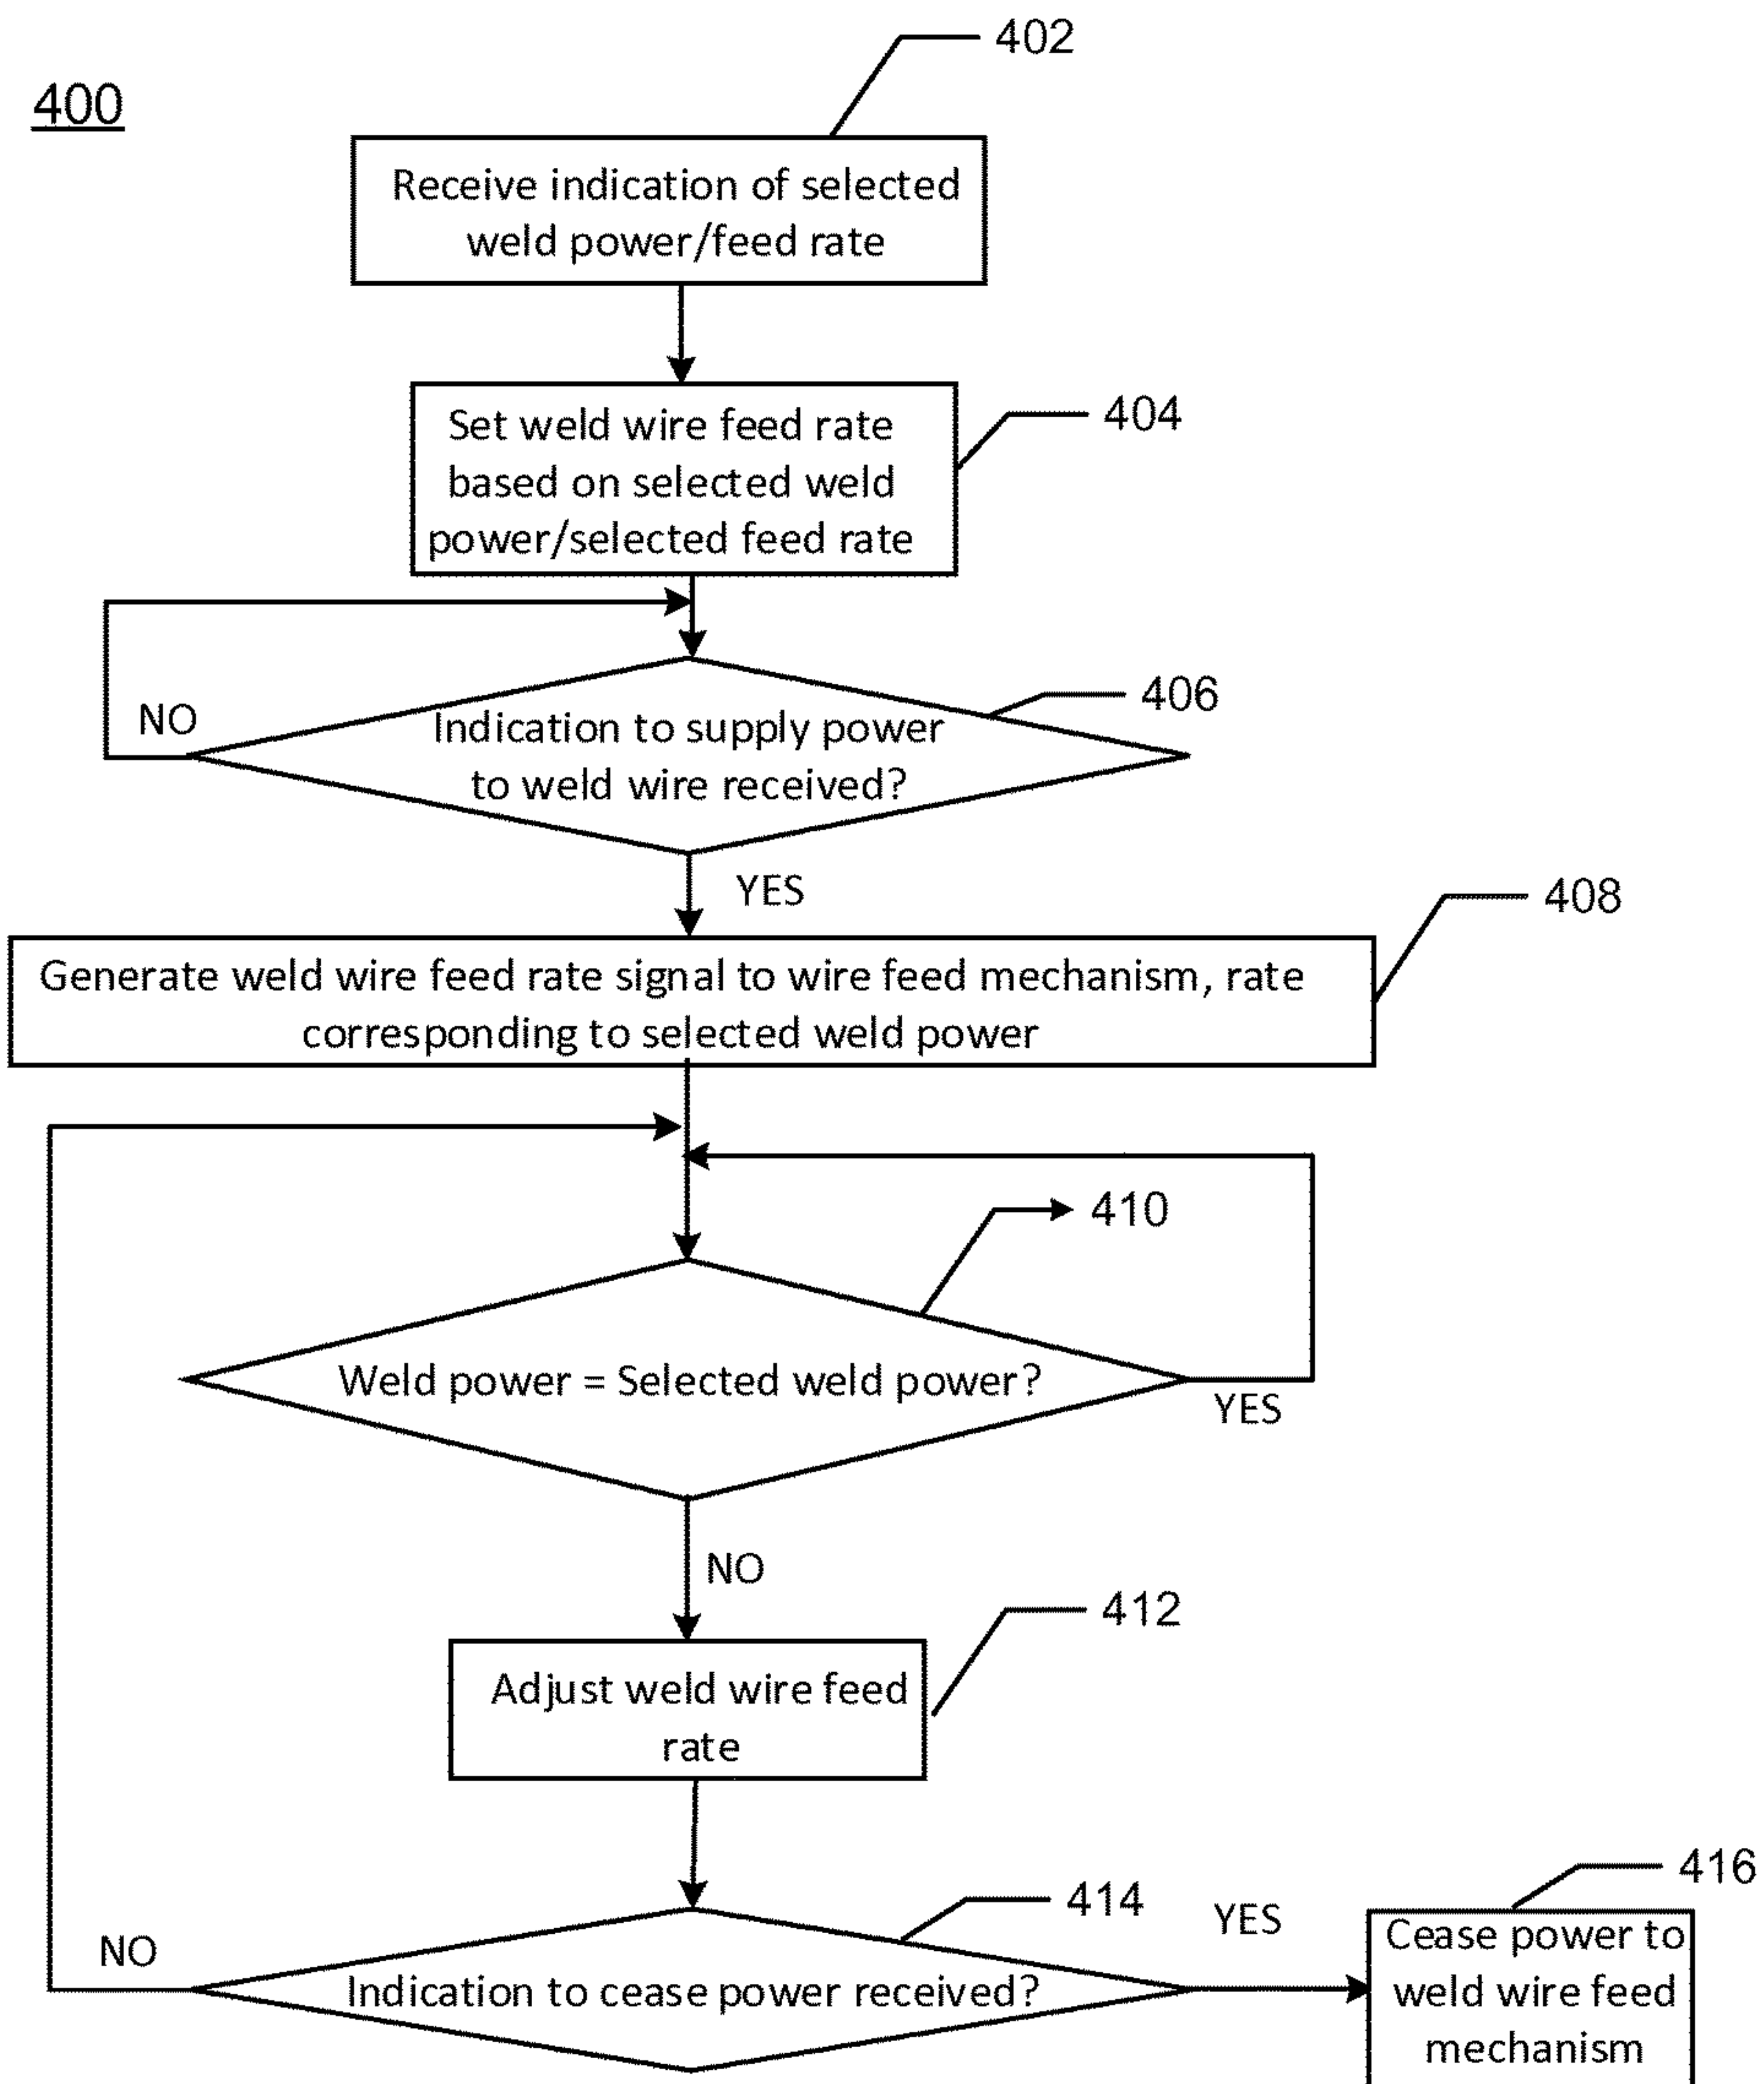 402
400
Receive indication of selected
weld power/feed rate
Set weld wire feed rate
based on selected weld
power/selected feed rate
404
406
NO
Indication to supply power
to weld wire received?
YES
408
Generate weld wire feed rate signal to wire feed mechanism, rate
corresponding to selected weld power
410
Weld power = Selected weld power?
YES
NO
412
Adjust weld wire feed
rate
416
414
YES
NO
Indication to cease power received?
Cease power to
weld wire feed
mechanism